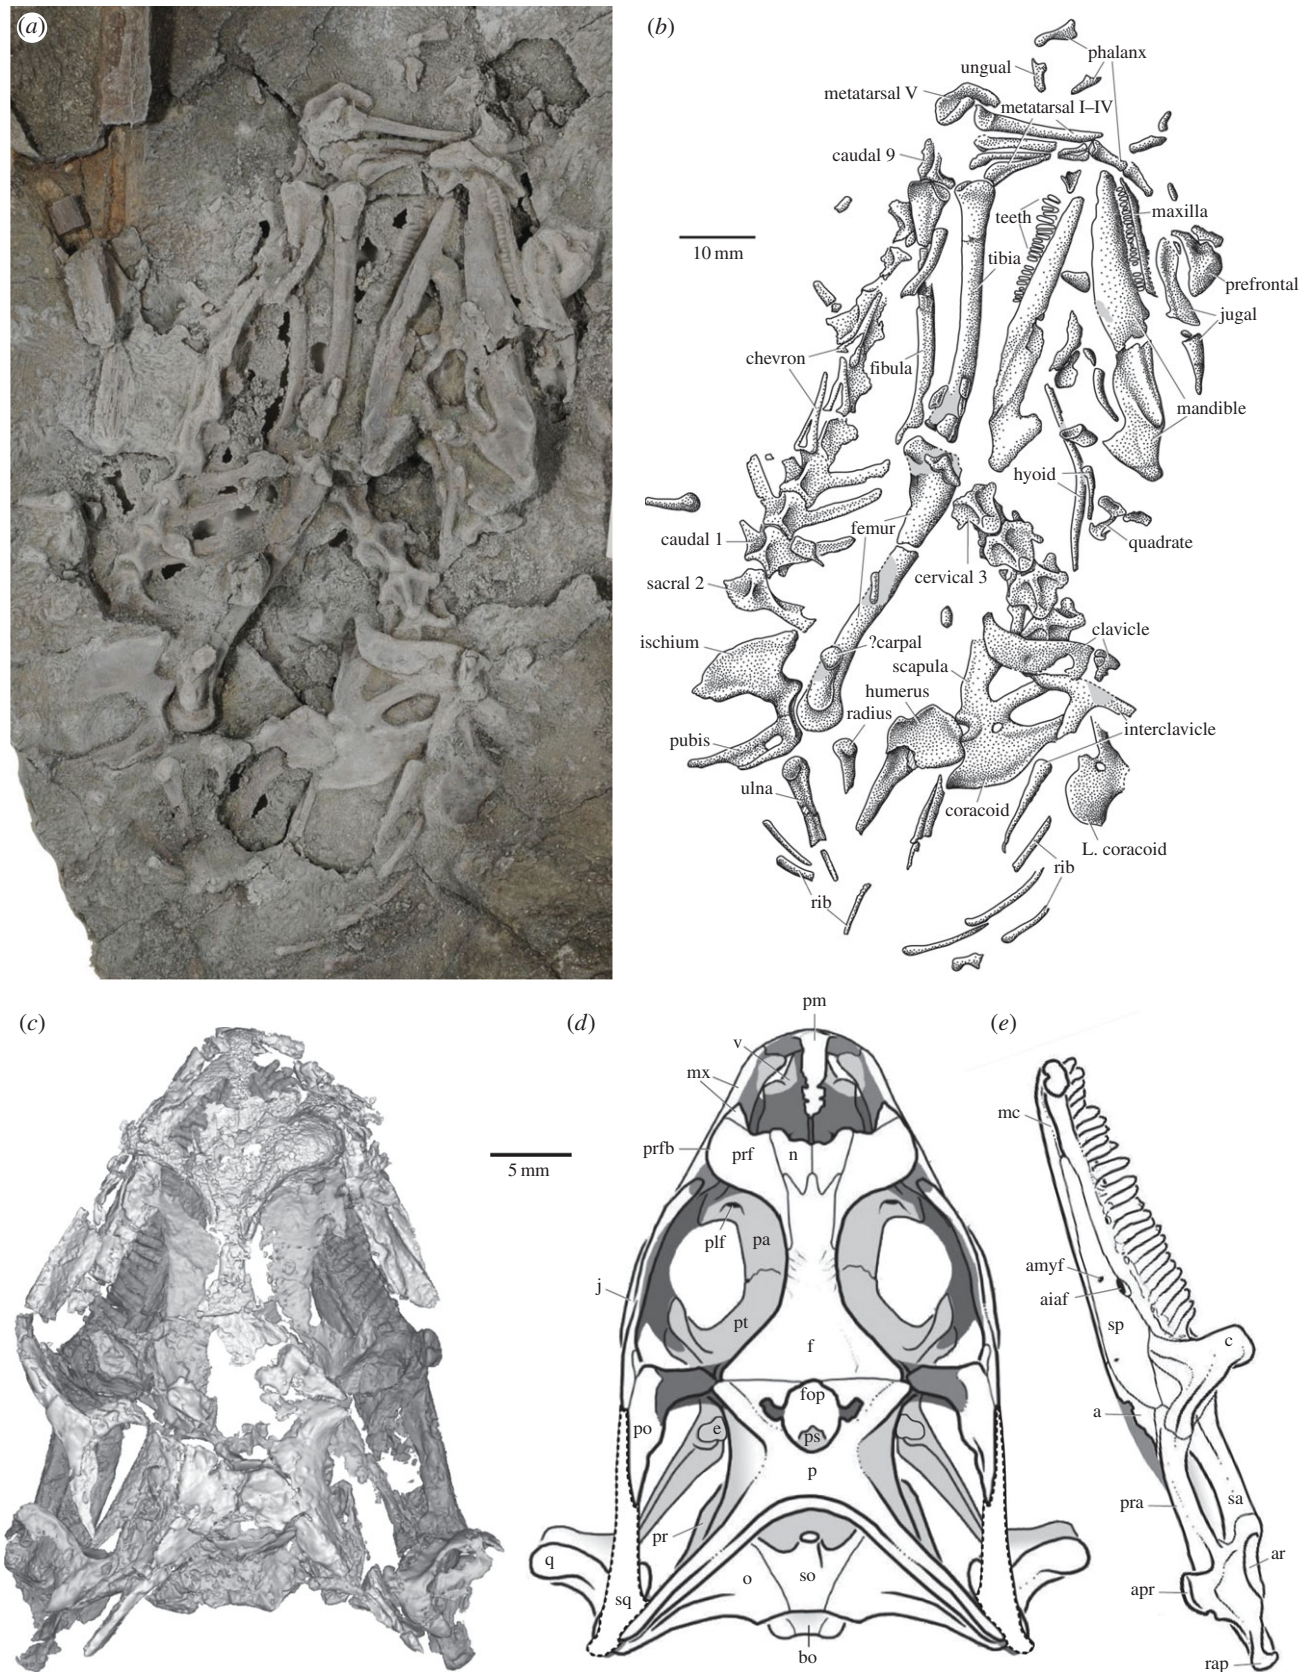 (a)
(b)
phalanx
ungual
metatarsal V
metatarsal I–IV
caudal 9
10 mm
teeth
maxilla
tibia
prefrontal
jugal
chevron
fibula
mandible
hyoid
femur
caudal 1
quadrate
sacral 2
cervical 3
ischium
?carpal
clavicle
scapula
humerus
radius
interclavicle
pubis
ulna
coracoid
L. coracoid
rib
rib
(c)
(d)
(e)
pm
v
mx
mc
prfb
prf
n
5 mm
plf
pa
amyf
aiaf
j
sp
pt
f
c
fop
a
po
e
ps
p
pra
sa
pr
q
o
so
ar
apr
sq
bo
rap